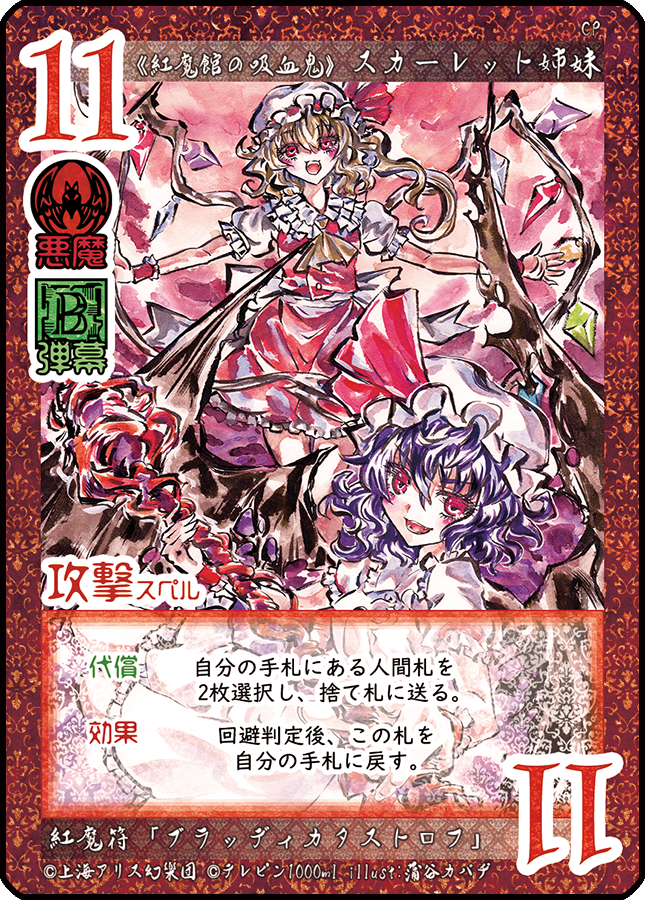 CP
11
《紅魔館の吸血鬼》 スカーレット姉妹
悪魔
B
弾幕
攻撃スペル
代償 自分の手札にある人間札を
2枚選択し、捨て札に送る。
効果 回避判定後、この札を
自分の手札に戻す。
11
紅魔符「ブラッディカタストロフ」
©上海アリス幻樂団 ©テレピン1000ml illust:蒲谷カバヂ